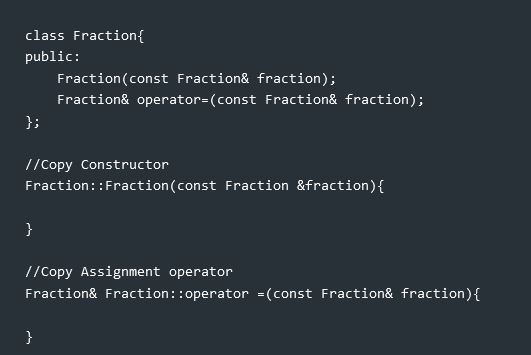 class Fraction{
public:
Fraction(const Fraction& fraction);
Fraction& operator=(const Fraction& fraction);
};
//Copy Constructor
Fraction::Fraction(const Fraction &fraction){
}
//Copy Assignment operator
Fraction& Fraction::operator =(const Fraction& fraction){
}